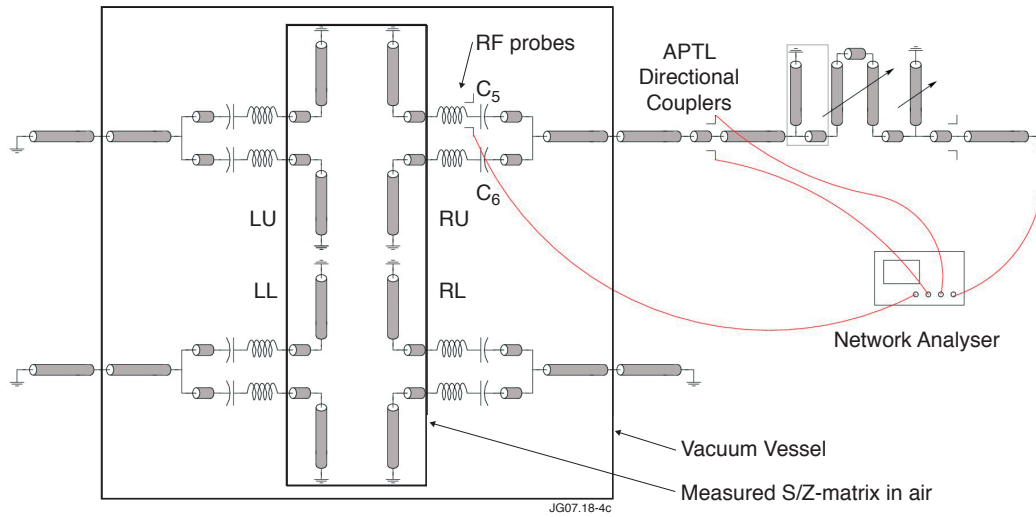 RF probes
C5
C6
APTL
Directional
Couplers
LU
RU
LL
RL
Network Analyser
Vacuum Vessel
Measured S/Z-matrix in air
JG07.18-4c